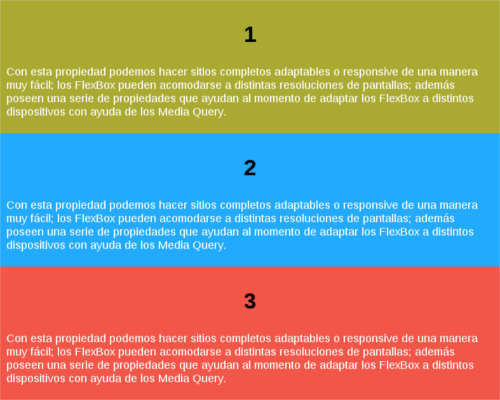 1
Con esta propiedad podemos hacer sitios completos adaptables o responsive de una manera
muy fácil; los FlexBox pueden acomodarse a distintas resoluciones de pantallas; además
poseen una serie de propiedades que ayudan al momento de adaptar los FlexBox a distintos
dispositivos con ayuda de los Media Query.
2
Con esta propiedad podemos hacer sitios completos adaptables o responsive de una manera
muy fácil; los FlexBox pueden acomodarse a distintas resoluciones de pantallas; además
poseen una serie de propiedades que ayudan al momento de adaptar los FlexBox a distintos
dispositivos con ayuda de los Media Query.
3
Con esta propiedad podemos hacer sitios completos adaptables o responsive de una manera
muy fácil; los FlexBox pueden acomodarse a distintas resoluciones de pantallas; además
poseen una serie de propiedades que ayudan al momento de adaptar los FlexBox a distintos
dispositivos con ayuda de los Media Query.